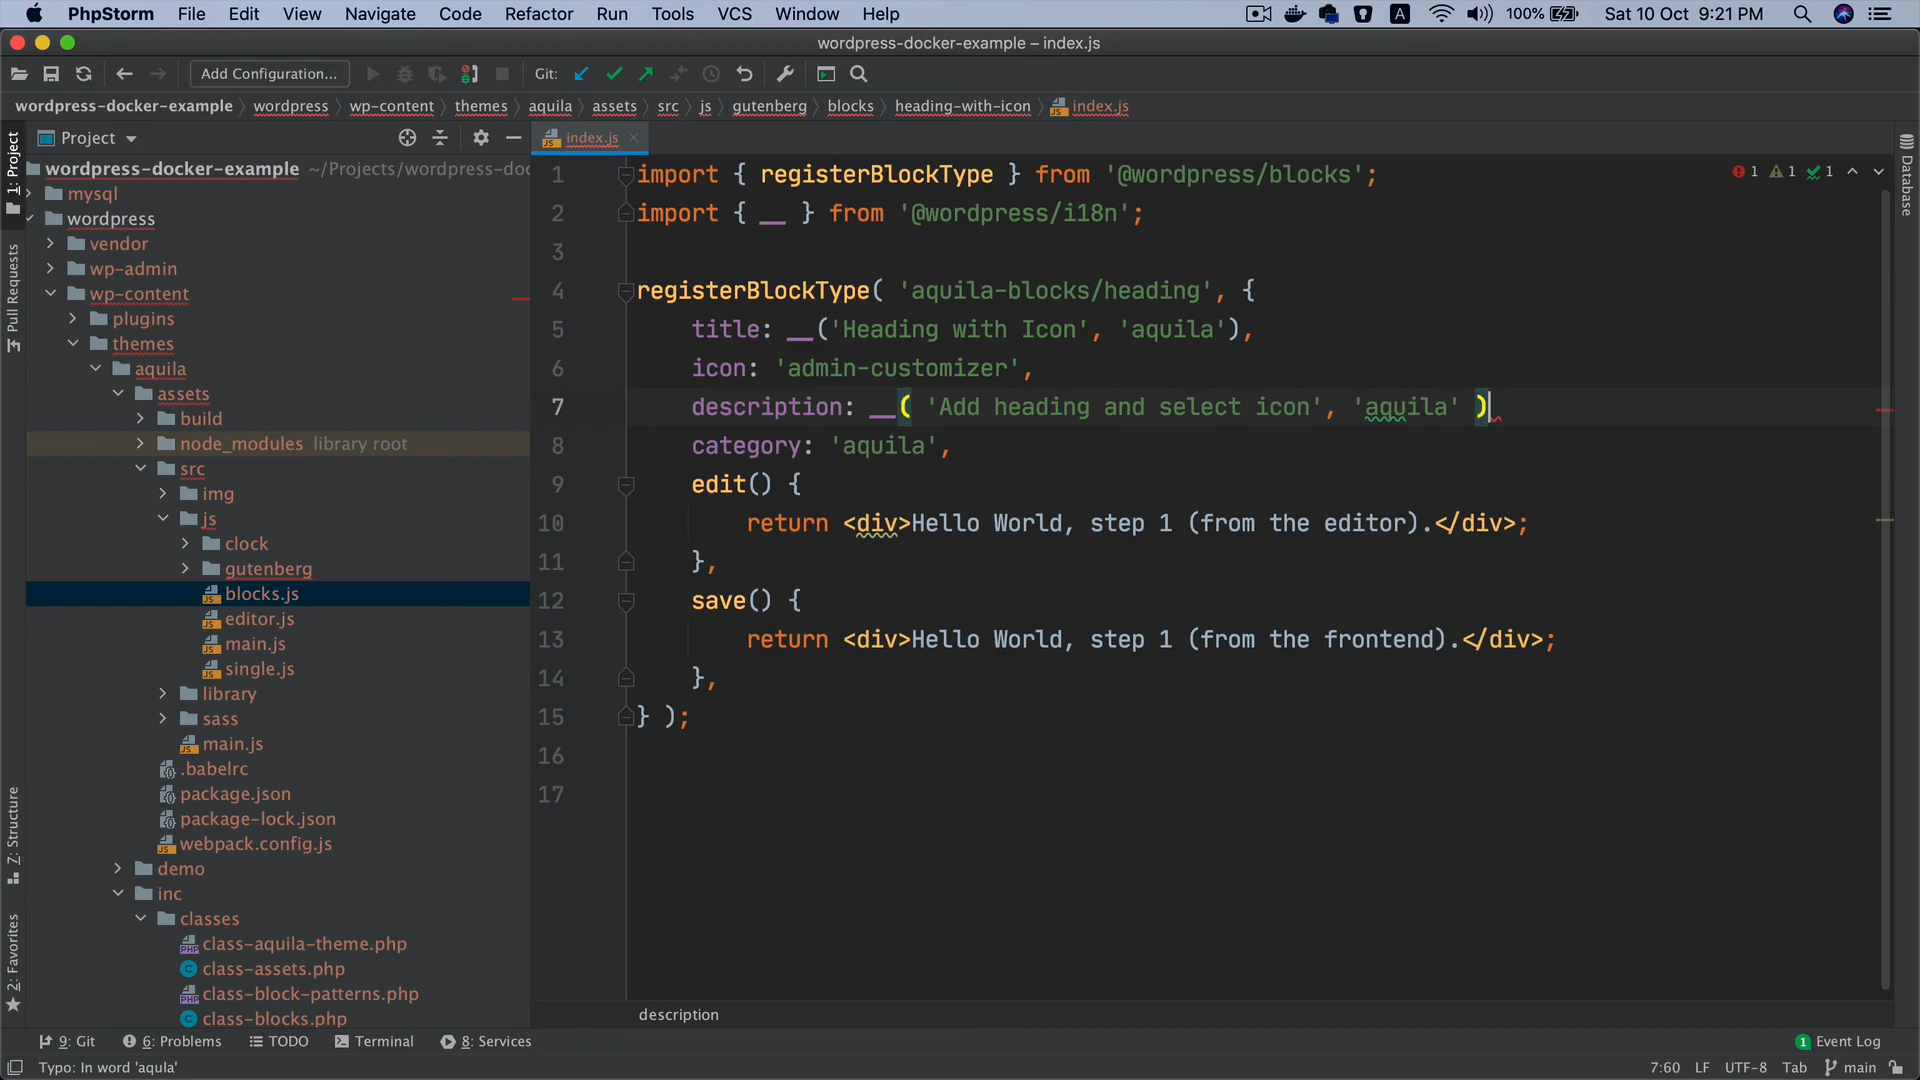 PhpStorm File Edit View Navigate Code Refactor Run Tools VCS Window Help A 100% Sat 10 Oct 9:21 PM
wordpress-docker-example – index.js
Add Configuration... Git:
wordpress-docker-example wordpress wp-content themes aquila assets src js gutenberg blocks heading-with-icon index.js
Project index.js
wordpress-docker-example ~/Projects/wordpress-doc
mysql
wordpress
vendor
wp-admin
wp-content
plugins
themes
aquila
assets
build
node_modules library root
src
img
js
clock
gutenberg
blocks.js
editor.js
main.js
single.js
library
sass
main.js
.babelrc
package.json
package-lock.json
webpack.config.js
demo
inc
classes
class-aquila-theme.php
class-assets.php
class-block-patterns.php
class-blocks.php
1: Project
Pull Requests
Z: Structure
2: Favorites
1 import { registerBlockType } from '@wordpress/blocks';
2 import { __ } from '@wordpress/i18n';
3
4 registerBlockType( 'aquila-blocks/heading', {
5 title: __('Heading with Icon', 'aquila'),
6 icon: 'admin-customizer',
7 description: __( 'Add heading and select icon', 'aquila' )
8 category: 'aquila',
9 edit() {
10 return <div>Hello World, step 1 (from the editor).</div>;
11 },
12 save() {
13 return <div>Hello World, step 1 (from the frontend).</div>;
14 },
15 } );
16
17
1 1 1
Database
description
9: Git 6: Problems TODO Terminal 8: Services 1 Event Log
Typo: In word 'aqula' 7:60 LF UTF-8 Tab main